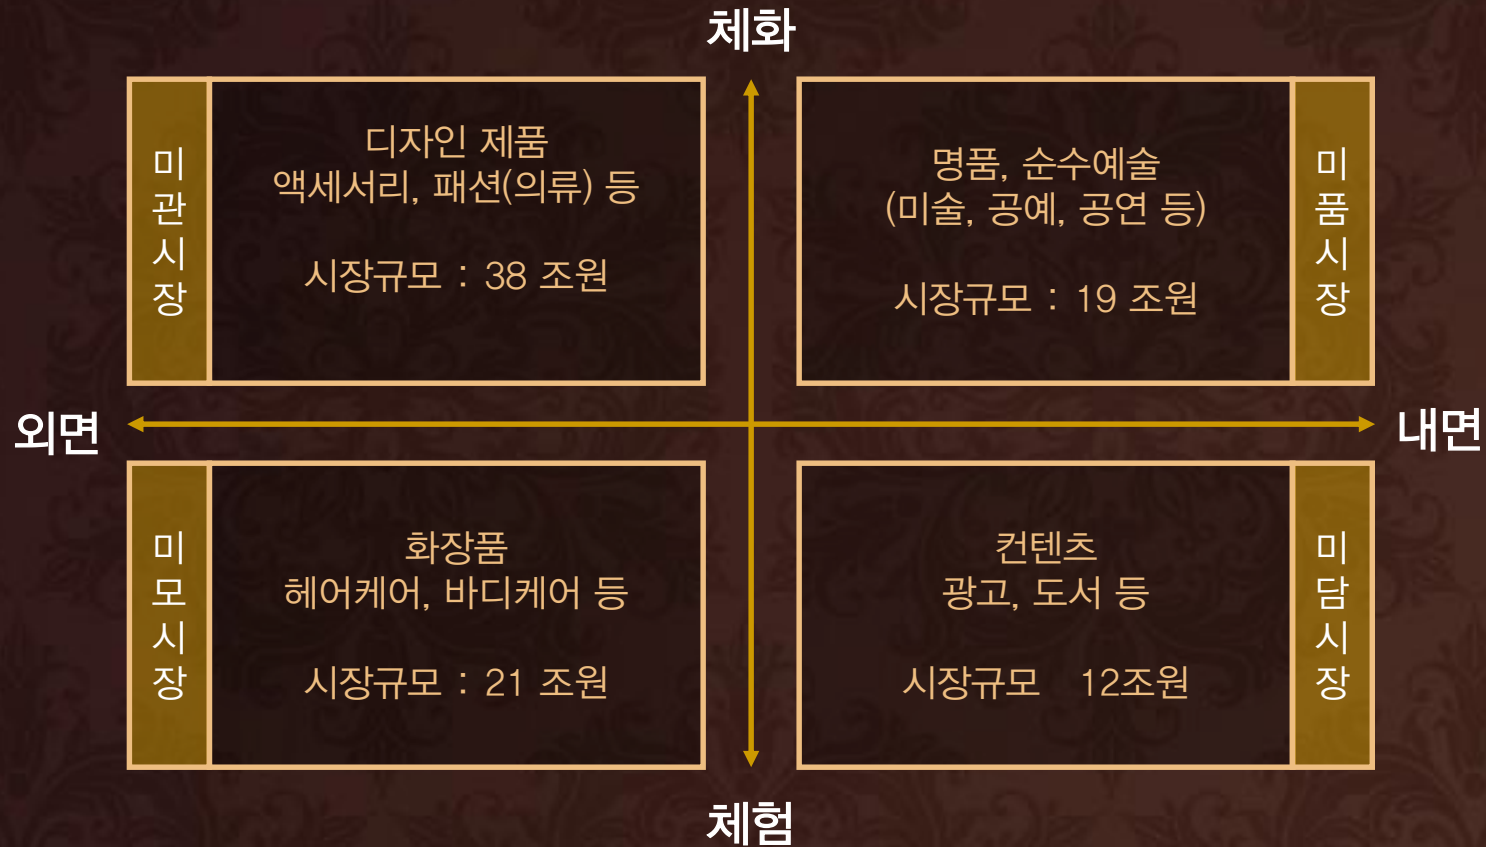 체화
미관시장
디자인 제품
액세서리, 패션(의류) 등
시장규모 : 38 조원
명품, 순수예술
(미술, 공예, 공연 등)
시장규모 : 19 조원
미품시장
외면
내면
미모시장
화장품
헤어케어, 바디케어 등
시장규모 : 21 조원
컨텐츠
광고, 도서 등
시장규모 12조원
미담시장
체험